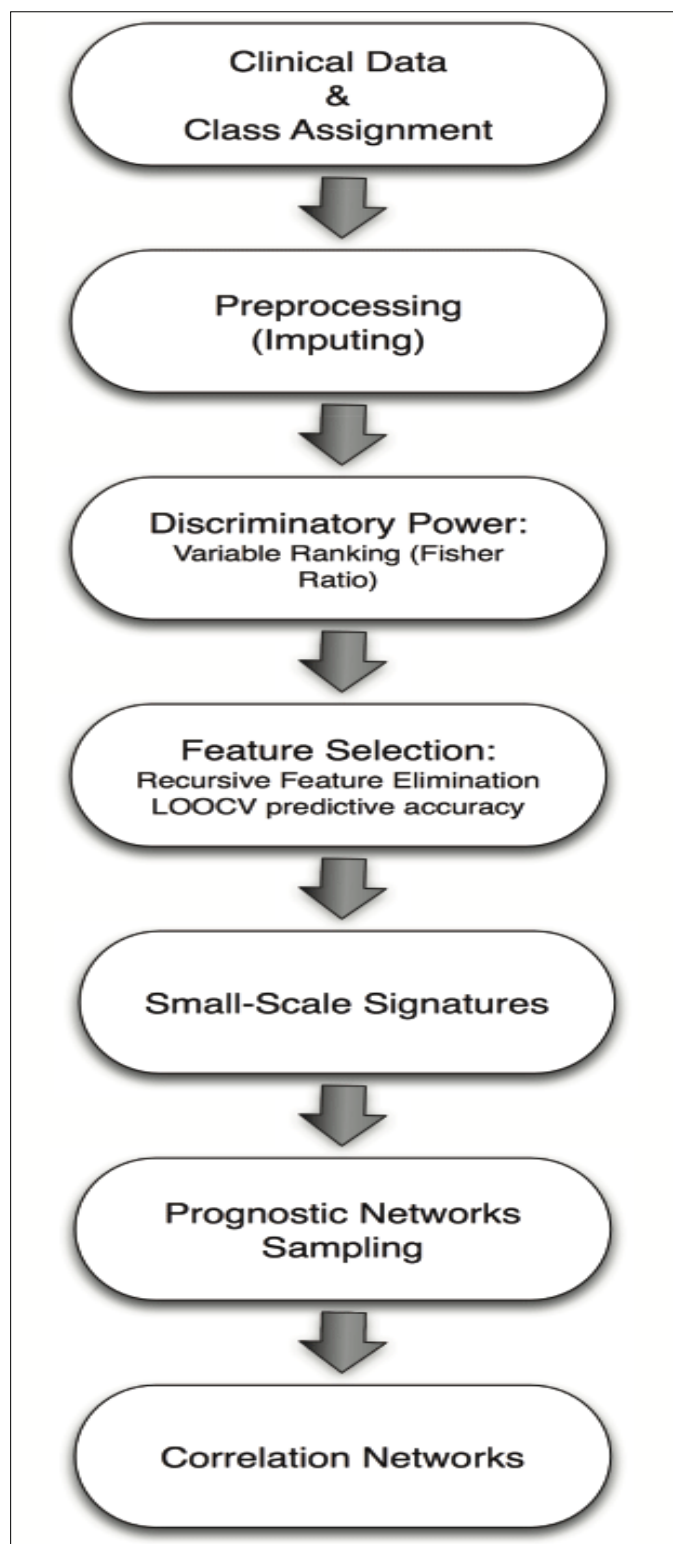 Clinical Data
&
Class Assignment
Preprocessing
(Imputing)
Discriminatory Power:
Variable Ranking (Fisher
Ratio)
Feature Selection:
Recursive Feature Elimination
LOOCV predictive accuracy
Small-Scale Signatures
Prognostic Networks
Sampling
Correlation Networks